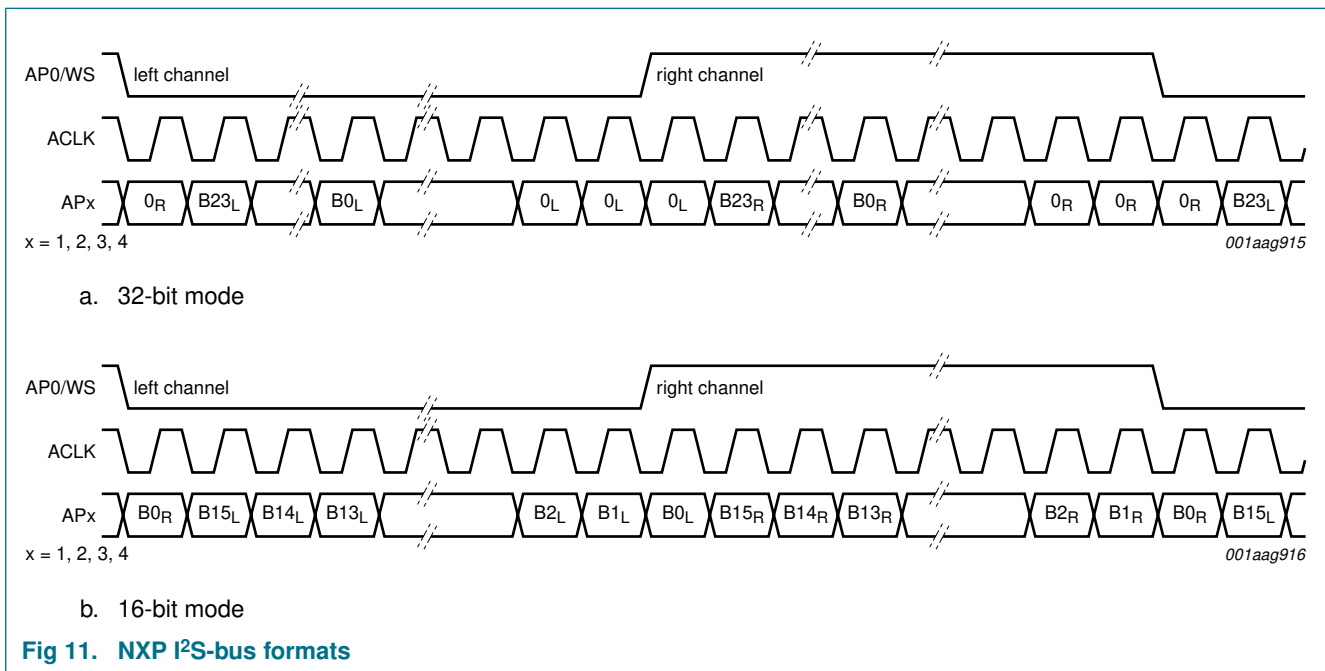 AP0/WS left channel right channel
ACLK
APx 0R B23L B0L 0L 0L 0L B23R B0R 0R 0R 0R B23L
x = 1, 2, 3, 4 001aag915
a. 32-bit mode
AP0/WS left channel right channel
ACLK
APx B0R B15L B14L B13L B2L B1L B0L B15R B14R B13R B2R B1R B0R B15L
x = 1, 2, 3, 4 001aag916
b. 16-bit mode
Fig 11. NXP I²S-bus formats